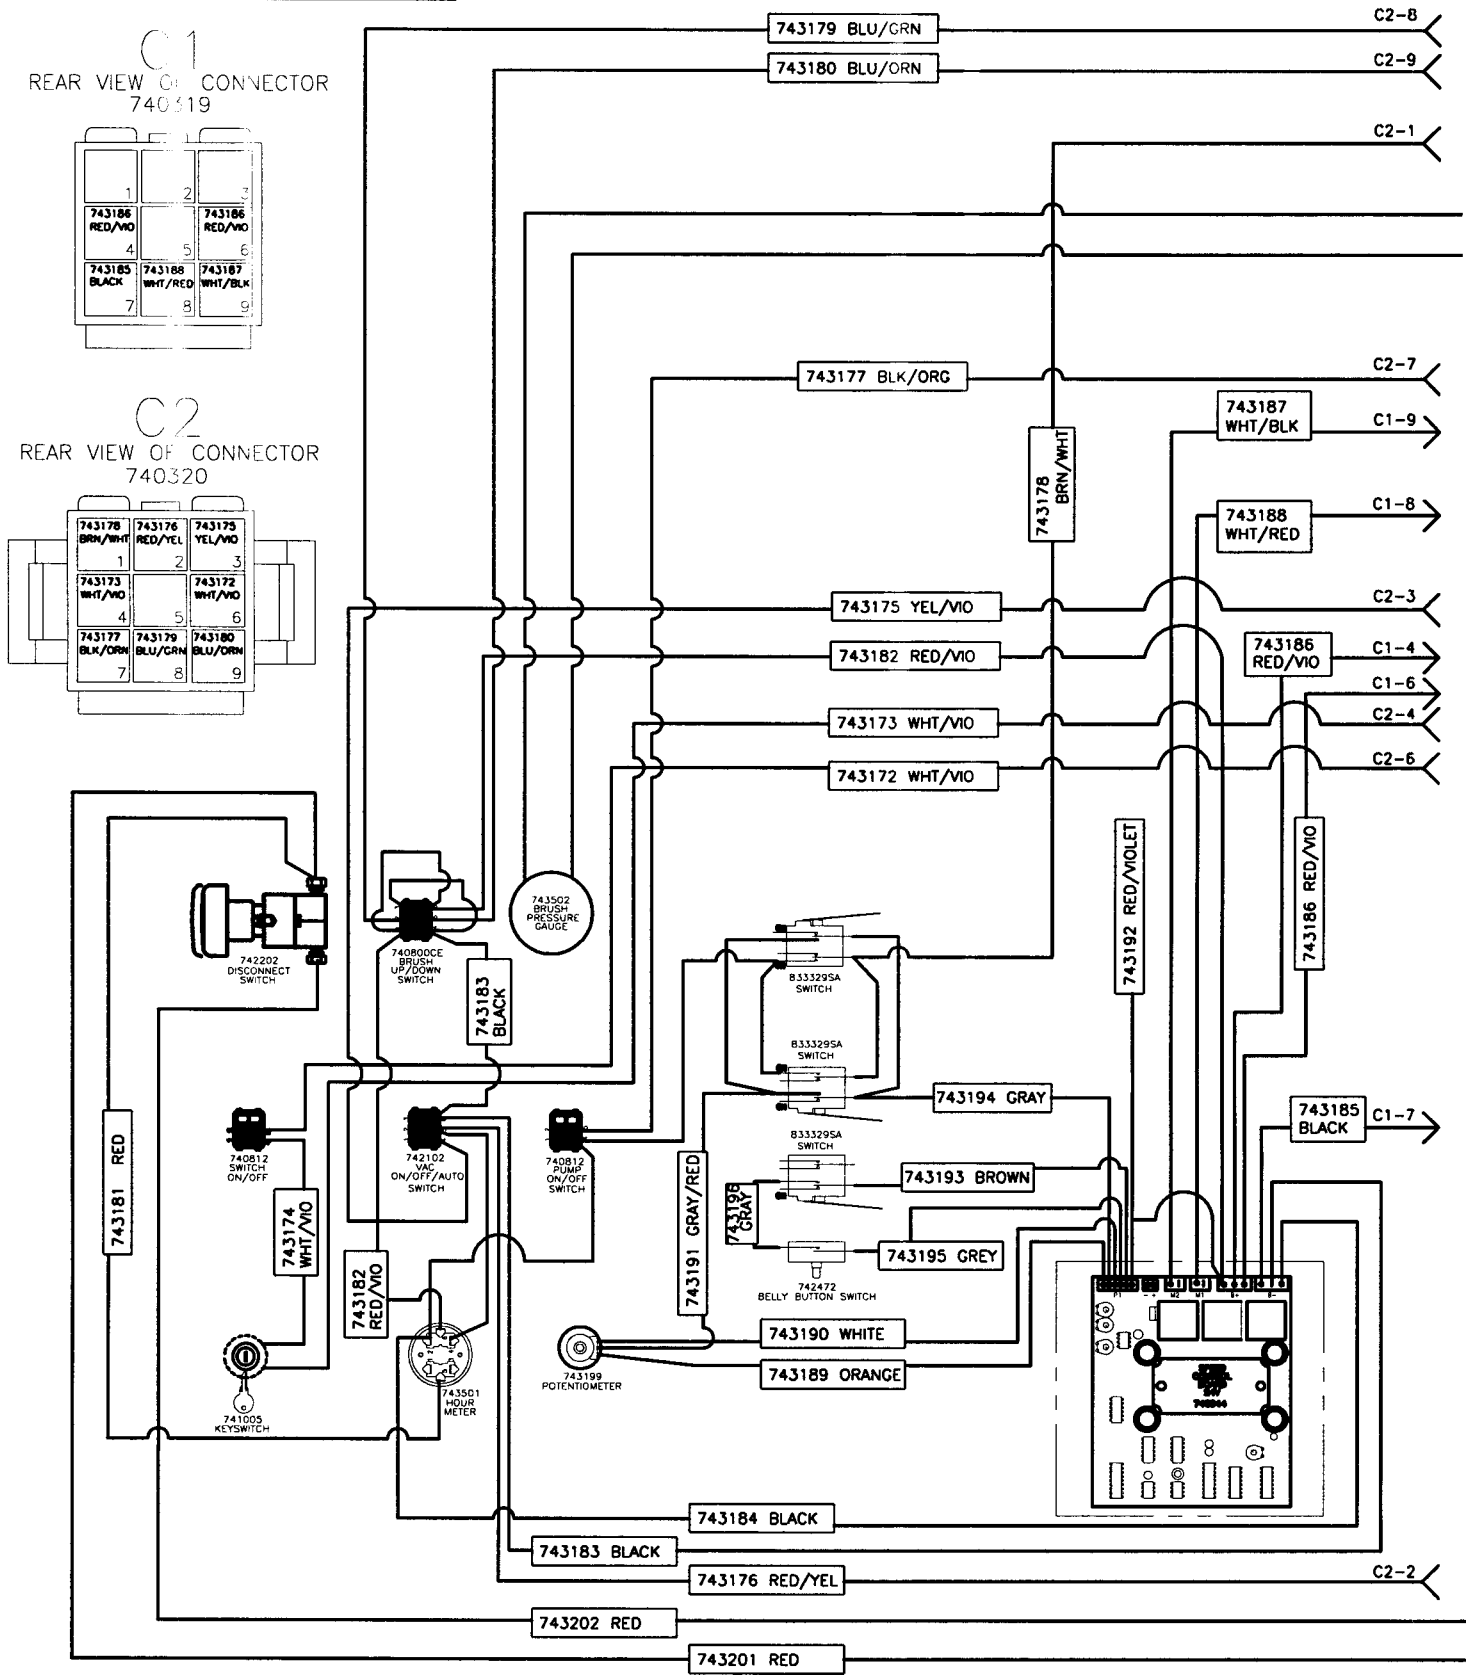 C1
REAR VIEW OF CONNECTOR
740319
1
2
3
743186
RED/VIO
4
5
743186
RED/VIO
6
743185
BLACK
7
743188
WHT/RED
8
743187
WHT/BLK
9
C2
REAR VIEW OF CONNECTOR
740320
743178
BRN/WHT
1
743176
RED/YEL
2
743175
YEL/VIO
3
743173
WHT/VIO
4
5
743172
WHT/VIO
6
743177
BLK/ORN
7
743179
BLU/GRN
8
743180
BLU/ORN
9
743179 BLU/GRN
C2-8
743180 BLU/ORN
C2-9
C2-1
743177 BLK/ORG
C2-7
743187
WHT/BLK
C1-9
743178
BRN/WHT
743188
WHT/RED
C1-8
743175 YEL/VIO
C2-3
743182 RED/VIO
743186
RED/VIO
C1-4
C1-6
743173 WHT/VIO
C2-4
743172 WHT/VIO
C2-6
743192 RED/VIOLET
743186 RED/VIO
742202
DISCONNECT
SWITCH
740800CE
BRUSH
UP/DOWN
SWITCH
743502
BRUSH
PRESSURE
GAUGE
743183
BLACK
833329SA
SWITCH
833329SA
SWITCH
743194 GRAY
743185
BLACK
C1-7
743181 RED
740812
SWITCH
ON/OFF
742102
VAC
ON/OFF/AUTO
SWITCH
740812
PUMP
ON/OFF
SWITCH
833329SA
SWITCH
743193 BROWN
743174
WHT/VIO
743182
RED/VIO
743191 GRAY/RED
743196
GRAY
743195 GREY
742472
BELLY BUTTON SWITCH
P1
- +
M2
M1
B+
B-
743190 WHITE
743189 ORANGE
743199
POTENTIOMETER
741005
KEYSWITCH
743501
HOUR
METER
SPEED
CONTROL
BOARD
24V
743184 BLACK
743183 BLACK
743176 RED/YEL
C2-2
743202 RED
743201 RED